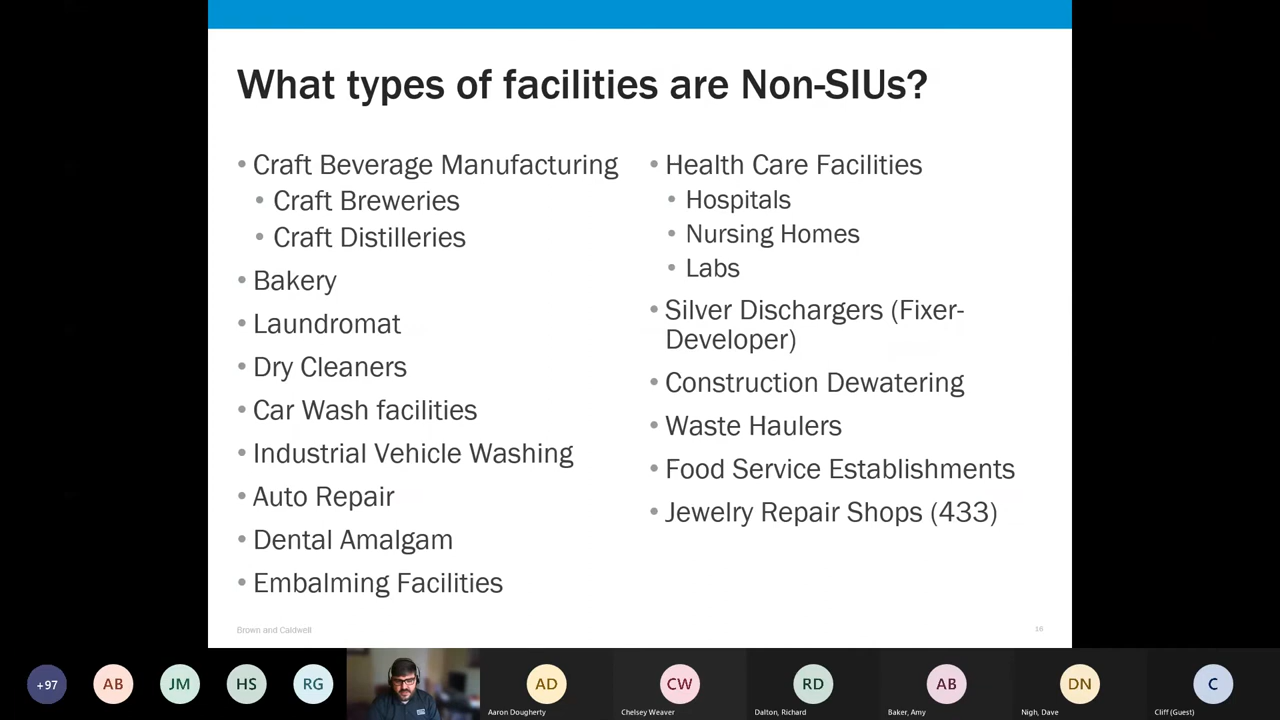 What types of facilities are Non-SIUs?
• Craft Beverage Manufacturing
• Craft Breweries
• Craft Distilleries
• Bakery
• Laundromat
• Dry Cleaners
• Car Wash facilities
• Industrial Vehicle Washing
• Auto Repair
• Dental Amalgam
• Embalming Facilities
• Health Care Facilities
• Hospitals
• Nursing Homes
• Labs
• Silver Dischargers (Fixer-
Developer)
• Construction Dewatering
• Waste Haulers
• Food Service Establishments
• Jewelry Repair Shops (433)
Brown and Caldwell
16
+97
AB
JM
HS
RG
AD
Aaron Dougherty
CW
Chelsey Weaver
RD
Dalton, Richard
AB
Baker, Amy
DN
Nigh, Dave
C
Cliff (Guest)